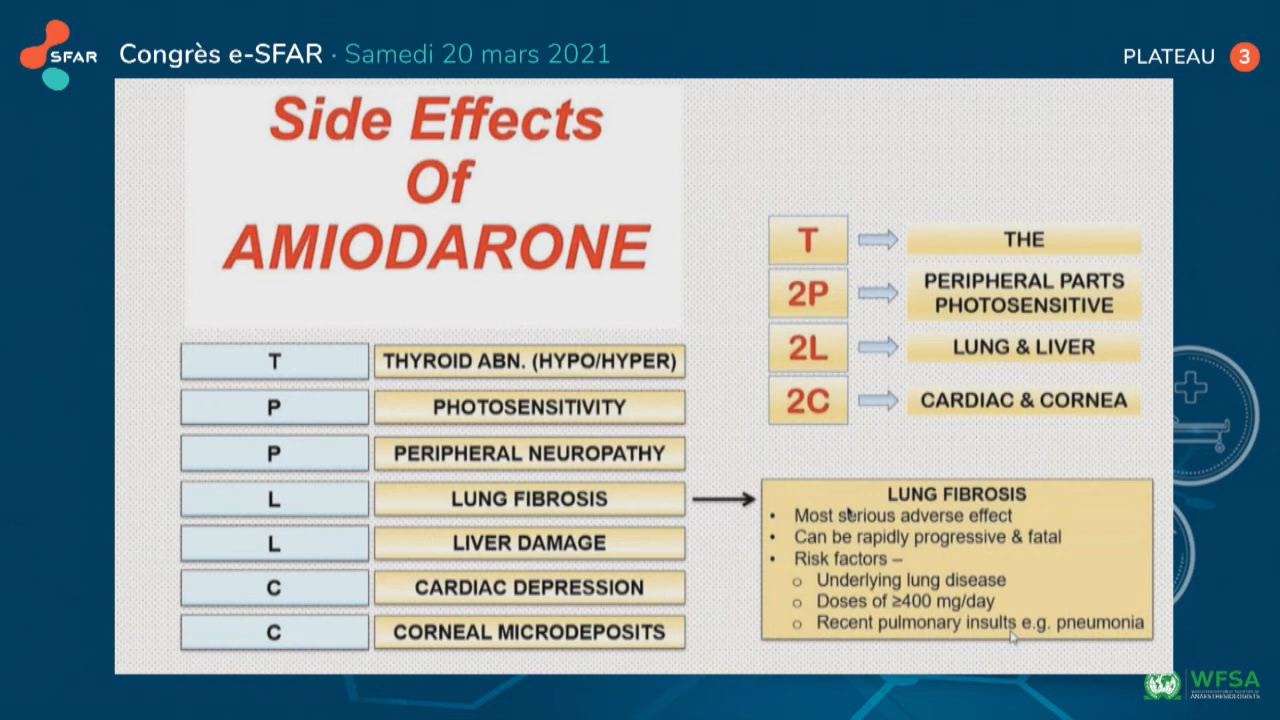 SFAR
Congrès e-SFAR · Samedi 20 mars 2021
PLATEAU 3
Side Effects
Of
AMIODARONE
T THYROID ABN. (HYPO/HYPER)
P PHOTOSENSITIVITY
P PERIPHERAL NEUROPATHY
L LUNG FIBROSIS
L LIVER DAMAGE
C CARDIAC DEPRESSION
C CORNEAL MICRODEPOSITS
T THE
2P PERIPHERAL PARTS
PHOTOSENSITIVE
2L LUNG & LIVER
2C CARDIAC & CORNEA
LUNG FIBROSIS
• Most serious adverse effect
• Can be rapidly progressive & fatal
• Risk factors –
o Underlying lung disease
o Doses of ≥400 mg/day
o Recent pulmonary insults e.g. pneumonia
WFSA
ANAESTHESIOLOGISTS